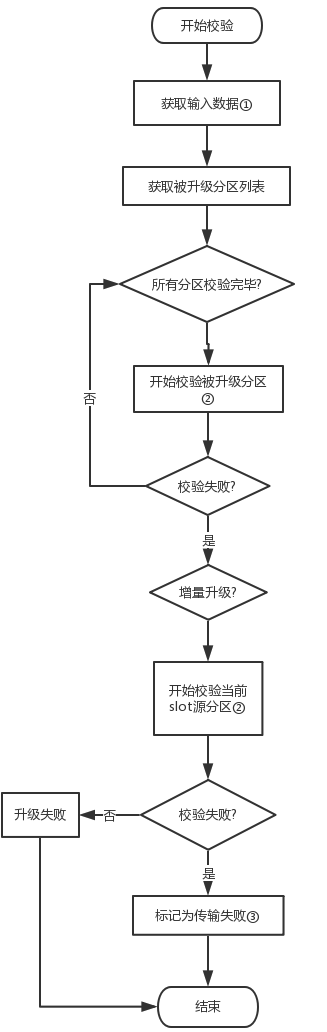 开始校验
获取输入数据①
获取被升级分区列表
所有分区校验完毕?
开始校验被升级分区
②
否
校验失败?
是
增量升级?
开始校验当前
slot源分区②
升级失败
否
校验失败?
是
标记为传输失败③
结束